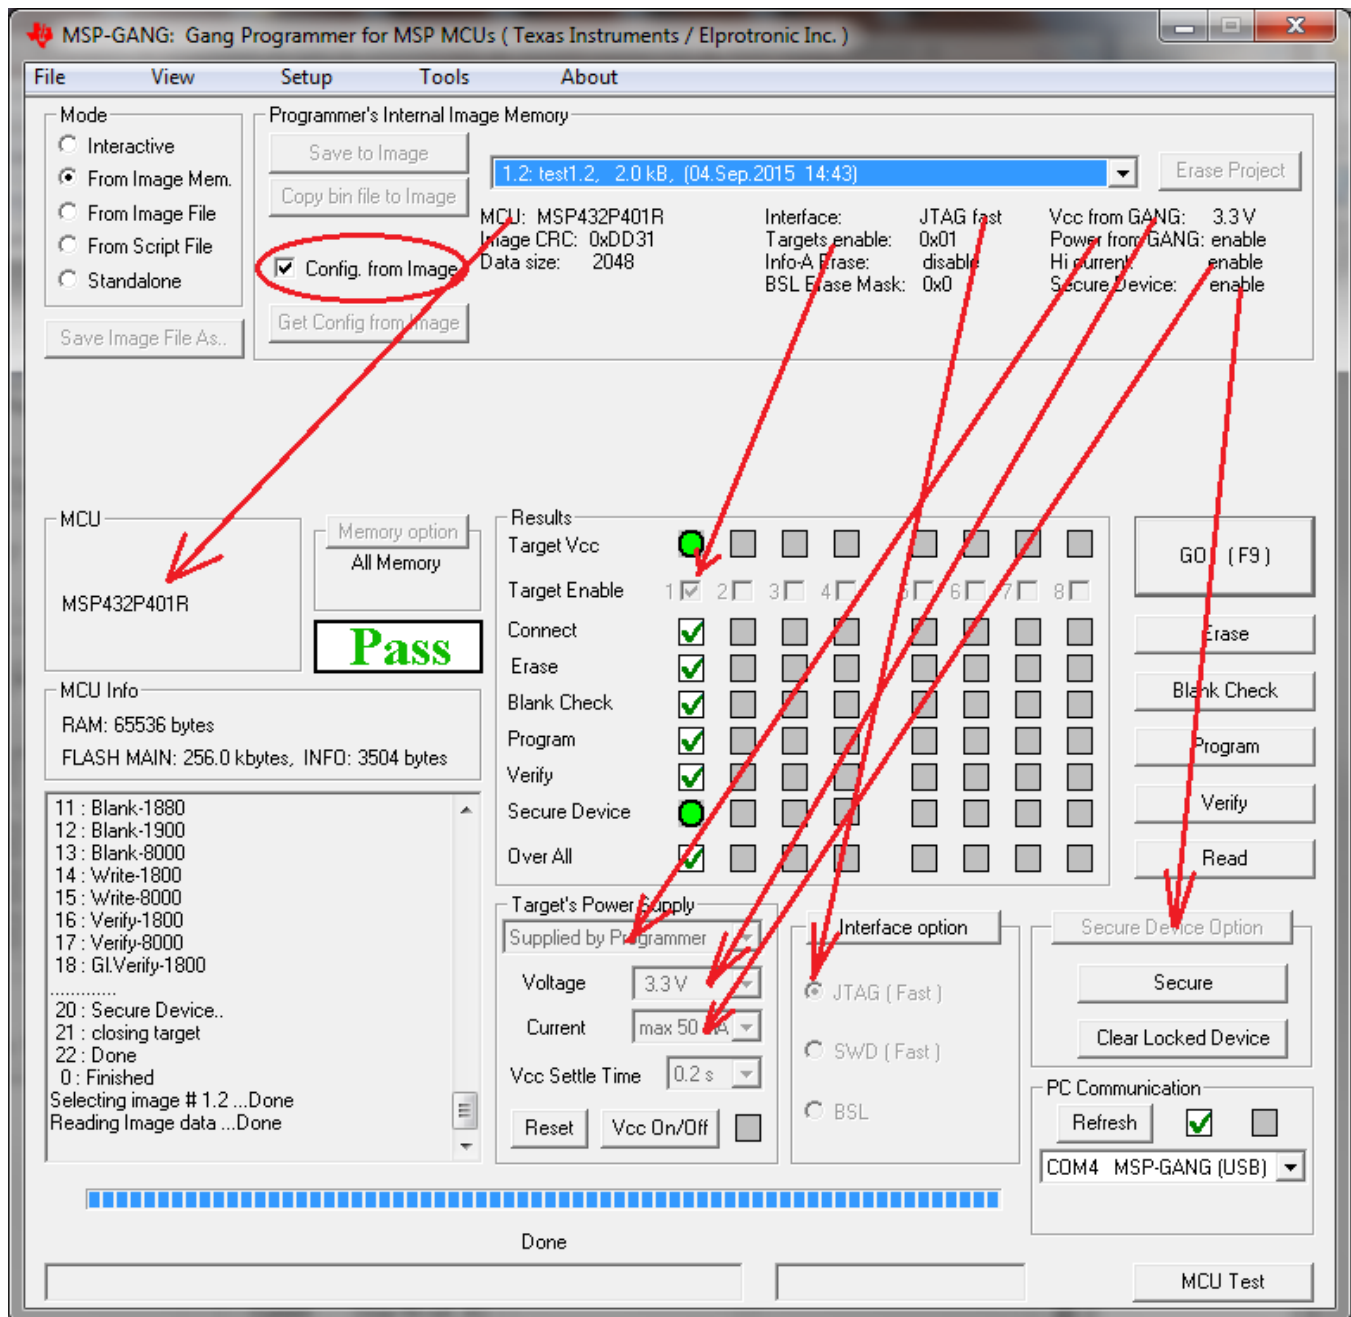 MSP-GANG: Gang Programmer for MSP MCUs ( Texas Instruments / Elprotronic Inc. )
File View Setup Tools About
Mode
Interactive
From Image Mem.
From Image File
From Script File
Standalone
Save Image File As..
Programmer's Internal Image Memory
Save to Image
Copy bin file to Image
Config. from Image
Get Config from Image
1.2: test1.2, 2.0 kB, (04.Sep.2015 14:43)
Erase Project
MCU: MSP432P401R
Image CRC: 0xDD31
Data size: 2048
Interface: JTAG fast
Targets enable: 0x01
Info-A Erase: disable
BSL Erase Mask: 0x0
Vcc from GANG: 3.3 V
Power from GANG: enable
Hi current: enable
Secure Device: enable
MCU
MSP432P401R
Memory option
All Memory
Pass
MCU Info
RAM: 65536 bytes
FLASH MAIN: 256.0 kbytes, INFO: 3504 bytes
11 : Blank-1880
12 : Blank-1900
13 : Blank-8000
14 : Write-1800
15 : Write-8000
16 : Verify-1800
17 : Verify-8000
18 : Gl.Verify-1800
.............
20 : Secure Device..
21 : closing target
22 : Done
0 : Finished
Selecting image # 1.2 ...Done
Reading Image data ...Done
Results
Target Vcc
Target Enable 1 2 3 4 5 6 7 8
Connect
Erase
Blank Check
Program
Verify
Secure Device
Over All
GO ( F9 )
Erase
Blank Check
Program
Verify
Read
Target's Power Supply
Supplied by Programmer
Voltage 3.3 V
Current max 50 mA
Vcc Settle Time 0.2 s
Reset Vcc On/Off
Interface option
JTAG ( Fast )
SWD ( Fast )
BSL
Secure Device Option
Secure
Clear Locked Device
PC Communication
Refresh
COM4 MSP-GANG (USB)
Done
MCU Test